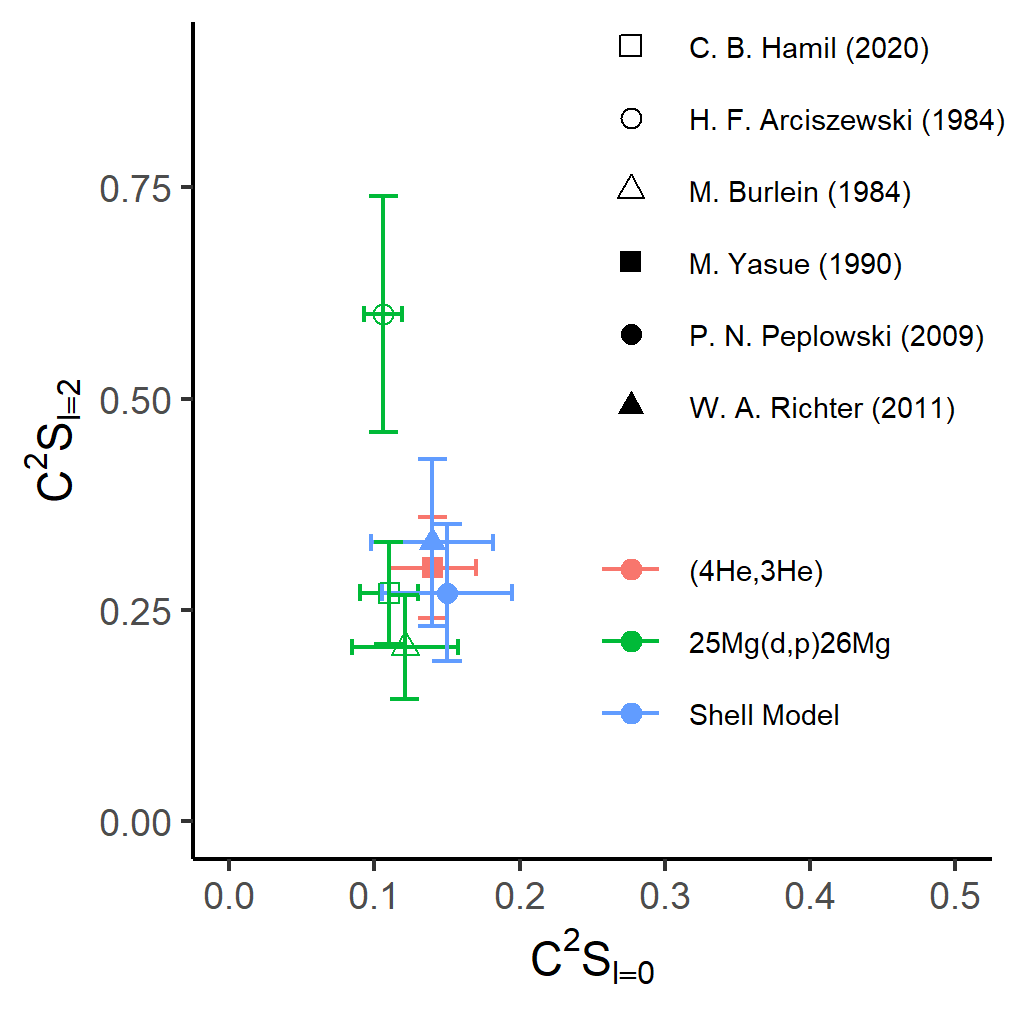 C. B. Hamil (2020)
H. F. Arciszewski (1984)
M. Burlein (1984)
M. Yasue (1990)
P. N. Peplowski (2009)
W. A. Richter (2011)
(4He,3He)
25Mg(d,p)26Mg
Shell Model
0.75
0.50
0.25
0.00
C²S_l=2
0.0 0.1 0.2 0.3 0.4 0.5
C²S_l=0